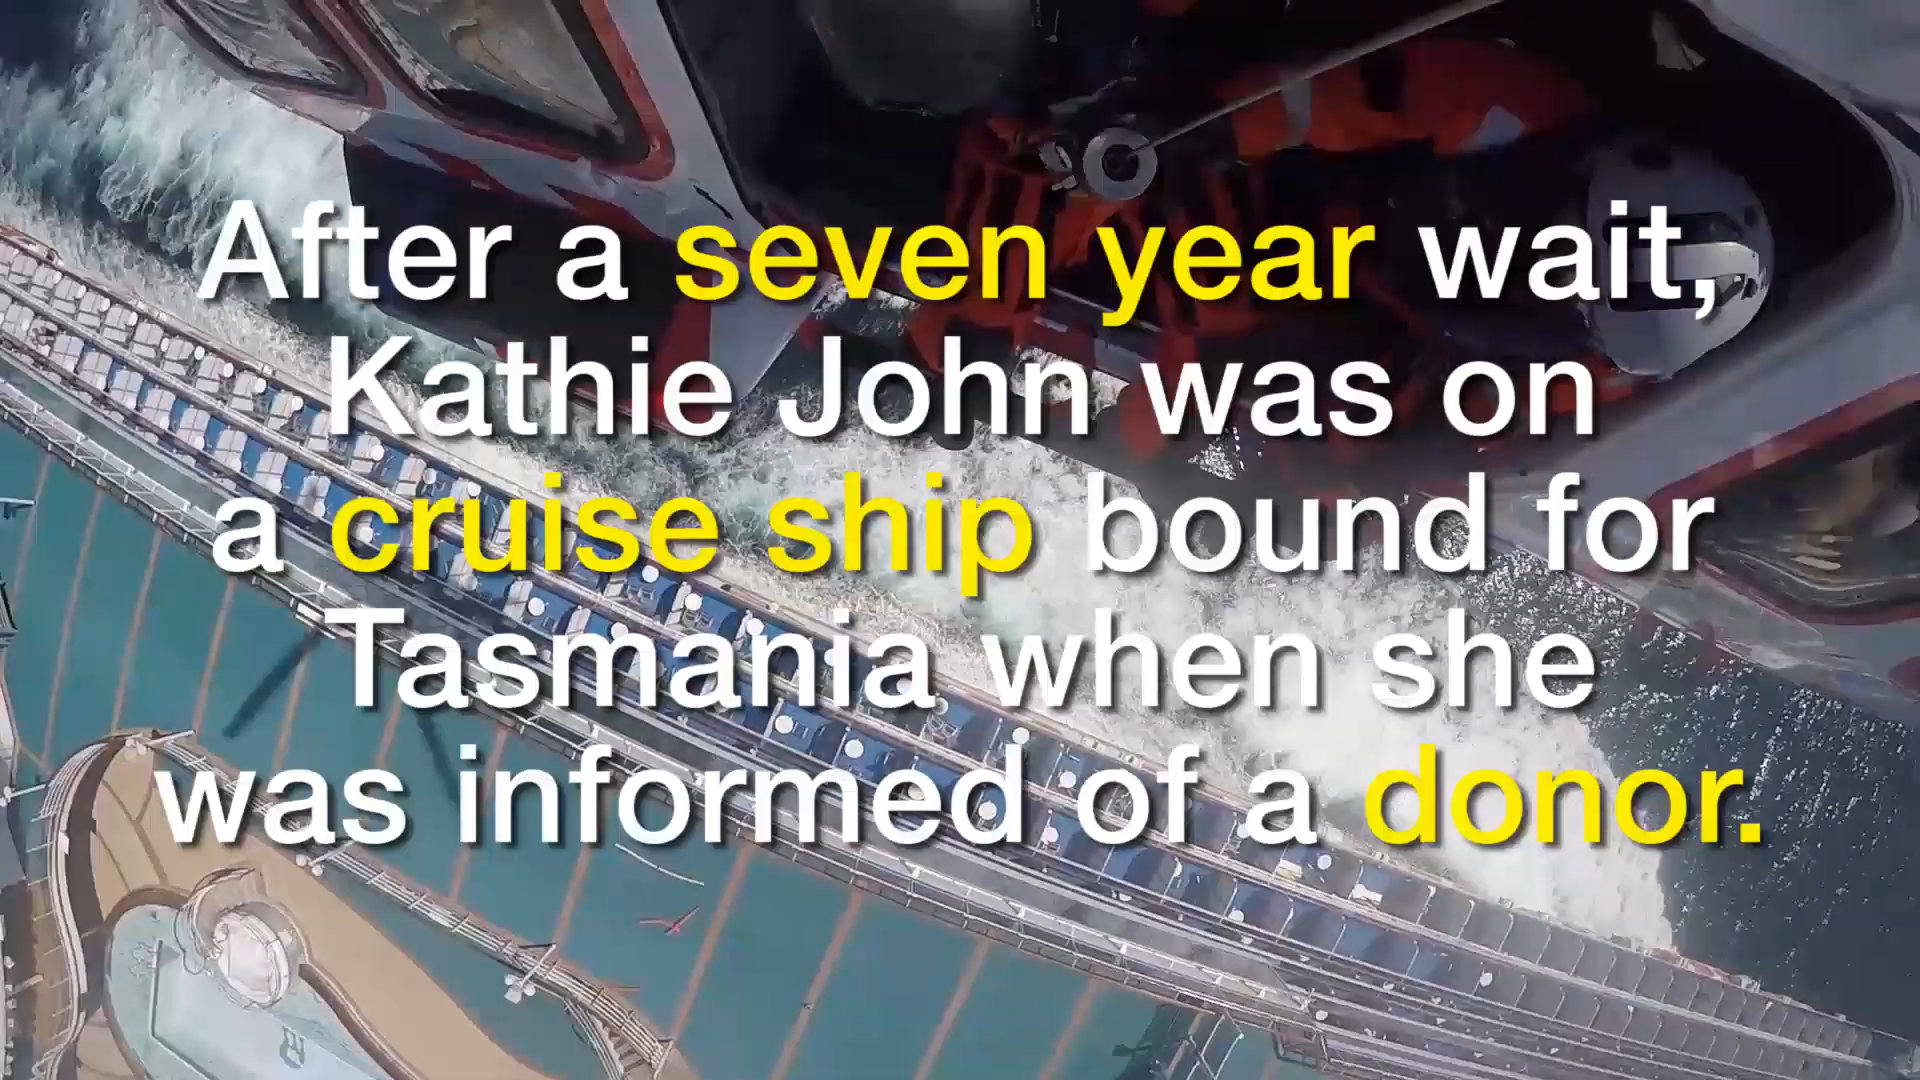 After a seven year wait,
Kathie John was on
a cruise ship bound for
Tasmania when she
was informed of a donor.